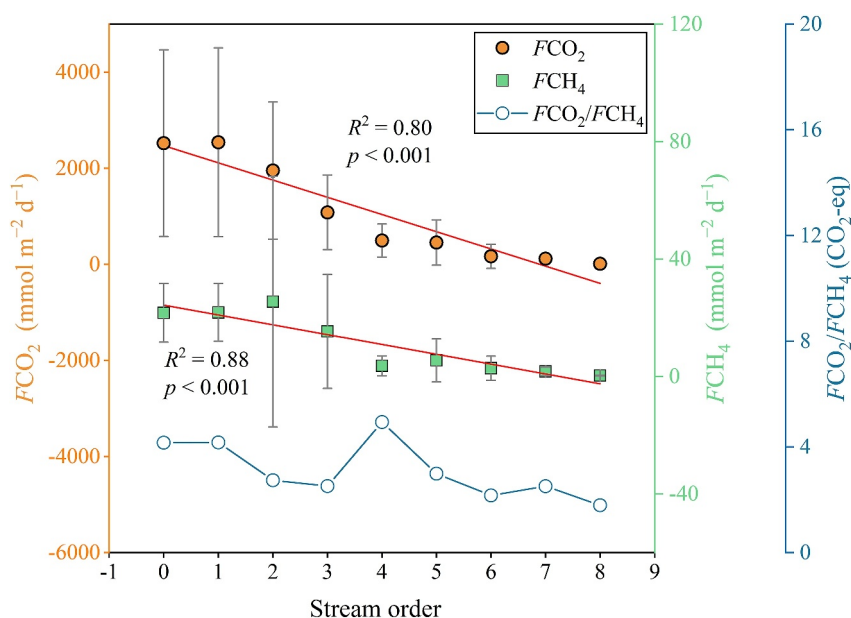 FCO₂ (mmol m⁻² d⁻¹)
4000
2000
0
-2000
-4000
-6000
FCO₂
FCH₄
FCO₂/FCH₄
R² = 0.80
p < 0.001
R² = 0.88
p < 0.001
-1 0 1 2 3 4 5 6 7 8 9
Stream order
120
80
40
0
-40
FCH₄ (mmol m⁻² d⁻¹)
20
16
12
8
4
0
FCO₂/FCH₄ (CO₂-eq)